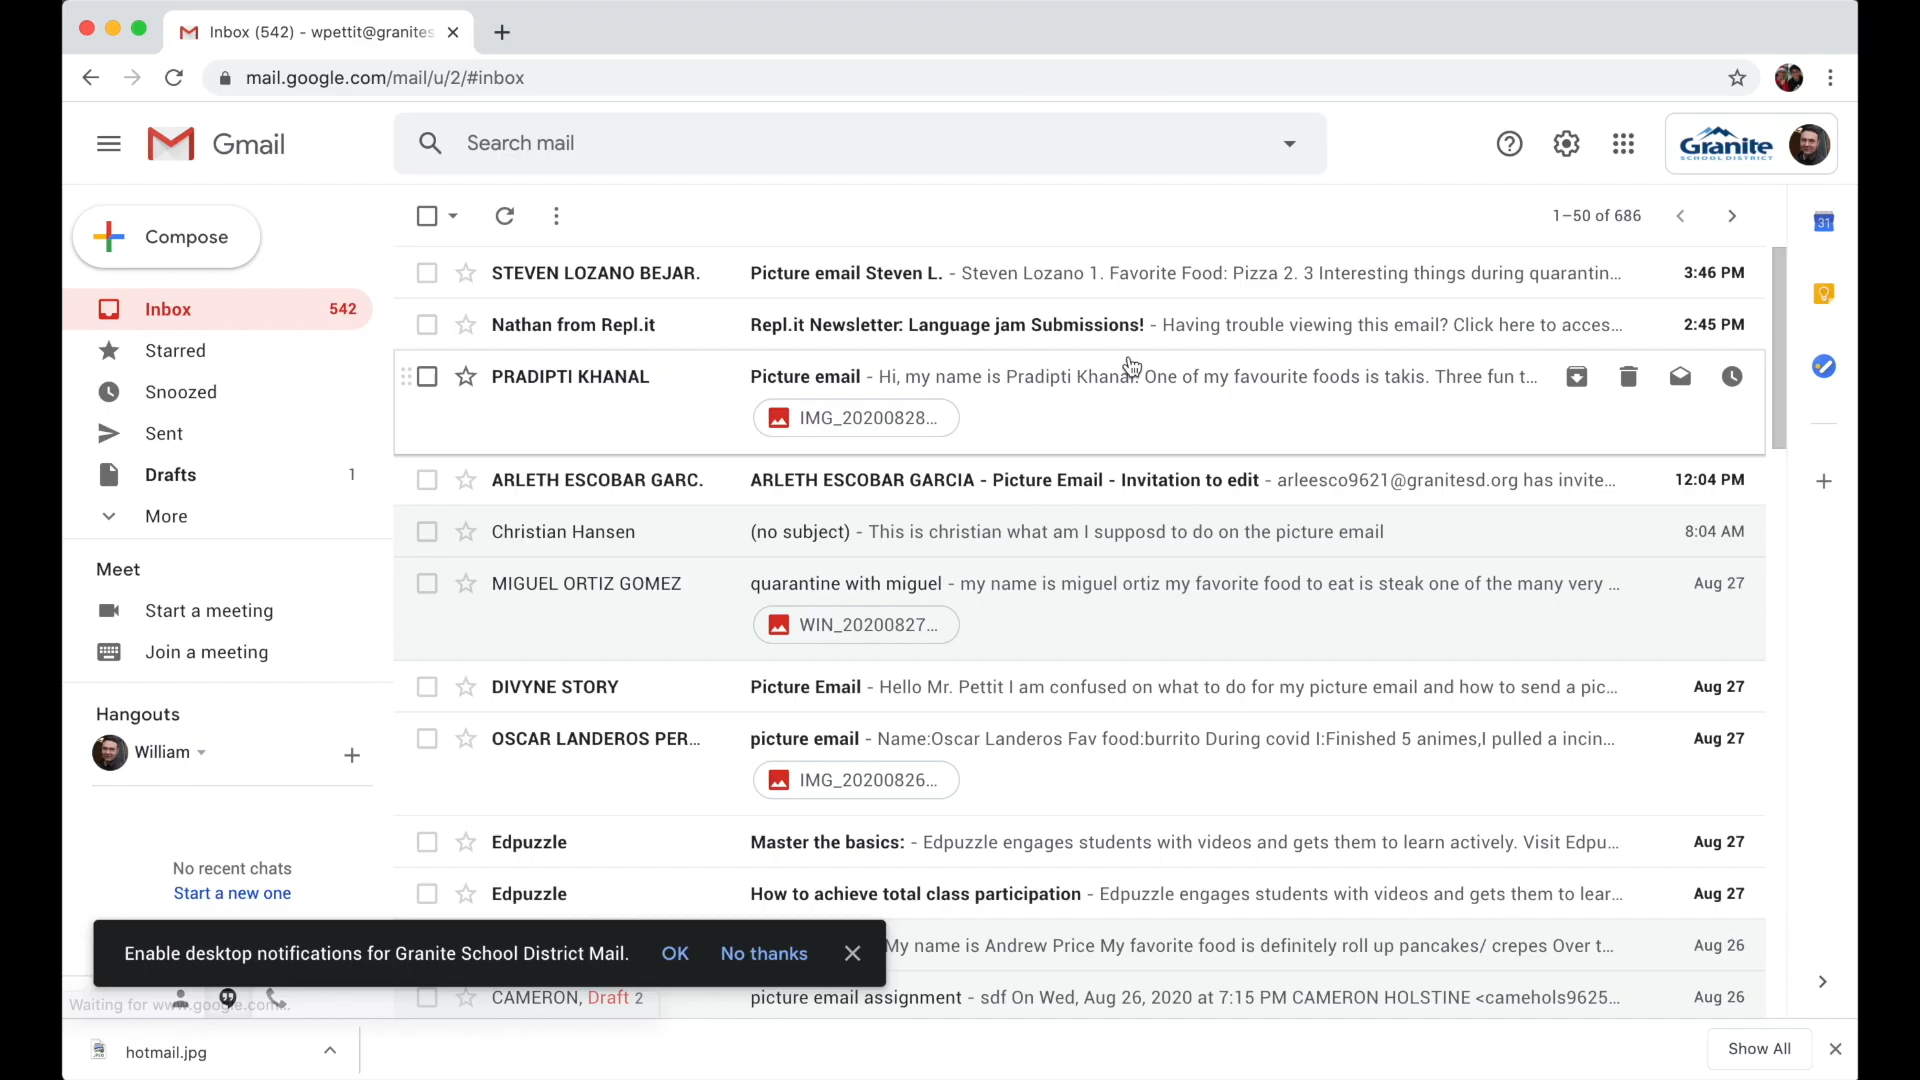 Inbox (542) - wpettit@granites
mail.google.com/mail/u/2/#inbox
Gmail
Search mail
Granite
SCHOOL DISTRICT
Compose
1–50 of 686
31
Inbox 542
Starred
Snoozed
Sent
Drafts 1
More
Meet
Start a meeting
Join a meeting
Hangouts
William
No recent chats
Start a new one
STEVEN LOZANO BEJAR. Picture email Steven L. - Steven Lozano 1. Favorite Food: Pizza 2. 3 Interesting things during quarantin... 3:46 PM
Nathan from Repl.it Repl.it Newsletter: Language jam Submissions! - Having trouble viewing this email? Click here to acces... 2:45 PM
PRADIPTI KHANAL Picture email - Hi, my name is Pradipti Khanal. One of my favourite foods is takis. Three fun t...
IMG_20200828...
ARLETH ESCOBAR GARC. ARLETH ESCOBAR GARCIA - Picture Email - Invitation to edit - arleesco9621@granitesd.org has invite... 12:04 PM
Christian Hansen (no subject) - This is christian what am I supposd to do on the picture email 8:04 AM
MIGUEL ORTIZ GOMEZ quarantine with miguel - my name is miguel ortiz my favorite food to eat is steak one of the many very ... Aug 27
WIN_20200827...
DIVYNE STORY Picture Email - Hello Mr. Pettit I am confused on what to do for my picture email and how to send a pic... Aug 27
OSCAR LANDEROS PER... picture email - Name:Oscar Landeros Fav food:burrito During covid I:Finished 5 animes,I pulled a incin... Aug 27
IMG_20200826...
Edpuzzle Master the basics: - Edpuzzle engages students with videos and gets them to learn actively. Visit Edpu... Aug 27
Edpuzzle How to achieve total class participation - Edpuzzle engages students with videos and gets them to lear... Aug 27
My name is Andrew Price My favorite food is definitely roll up pancakes/ crepes Over t... Aug 26
CAMERON, Draft 2 picture email assignment - sdf On Wed, Aug 26, 2020 at 7:15 PM CAMERON HOLSTINE <camehols9625... Aug 26
Enable desktop notifications for Granite School District Mail. OK No thanks
Waiting for www.google.com...
hotmail.jpg
Show All